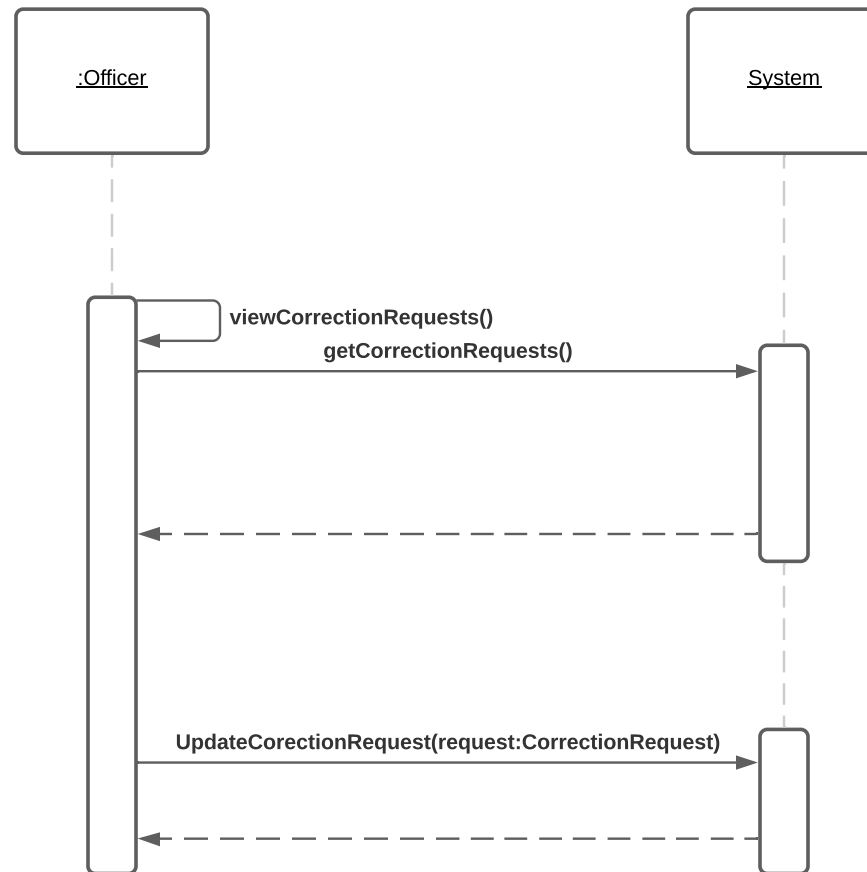 :Officer
System
viewCorrectionRequests()
getCorrectionRequests()
UpdateCorectionRequest(request:CorrectionRequest)